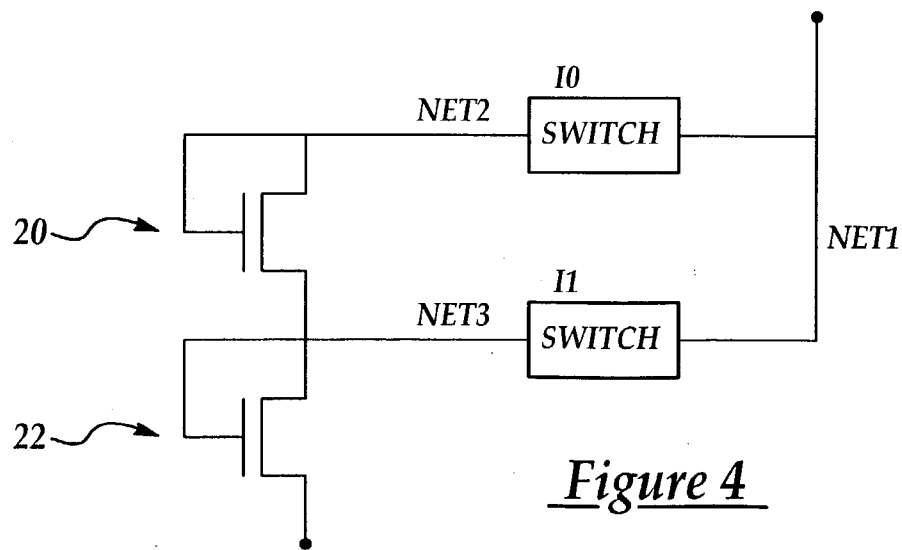 I0
NET2
SWITCH
20
NET1
I1
NET3
SWITCH
22
Figure 4